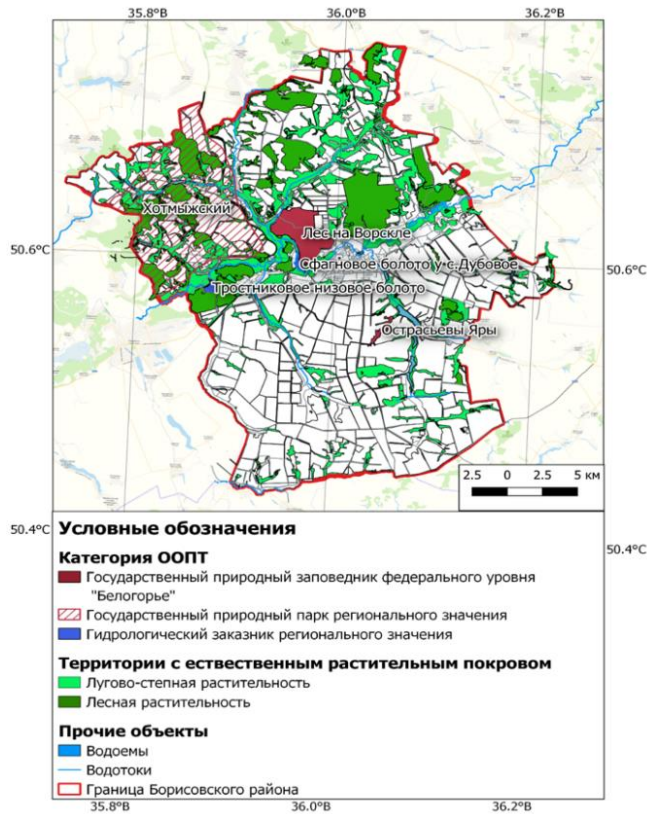 35.8°С 36.0°С 36.2°С
Хотмыжский
Лес на Ворскле
50.6°С
50.6°С
Сфагновое болото у с.Дубовое
Тростниковое низовое болото
Острасьевы Яры
2.5 0 2.5 5 км
50.4°С
50.4°С
Условные обозначения
Категория ООПТ
Государственный природный заповедник федерального уровня
"Белогорье"
Государственный природный парк регионального значения
Гидрологический заказник регионального значения
Территории с ествественным растительным покровом
Лугово-степная растительность
Лесная растительность
Прочие объекты
Водоемы
Водотоки
Граница Борисовского района
35.8°С 36.0°С 36.2°С